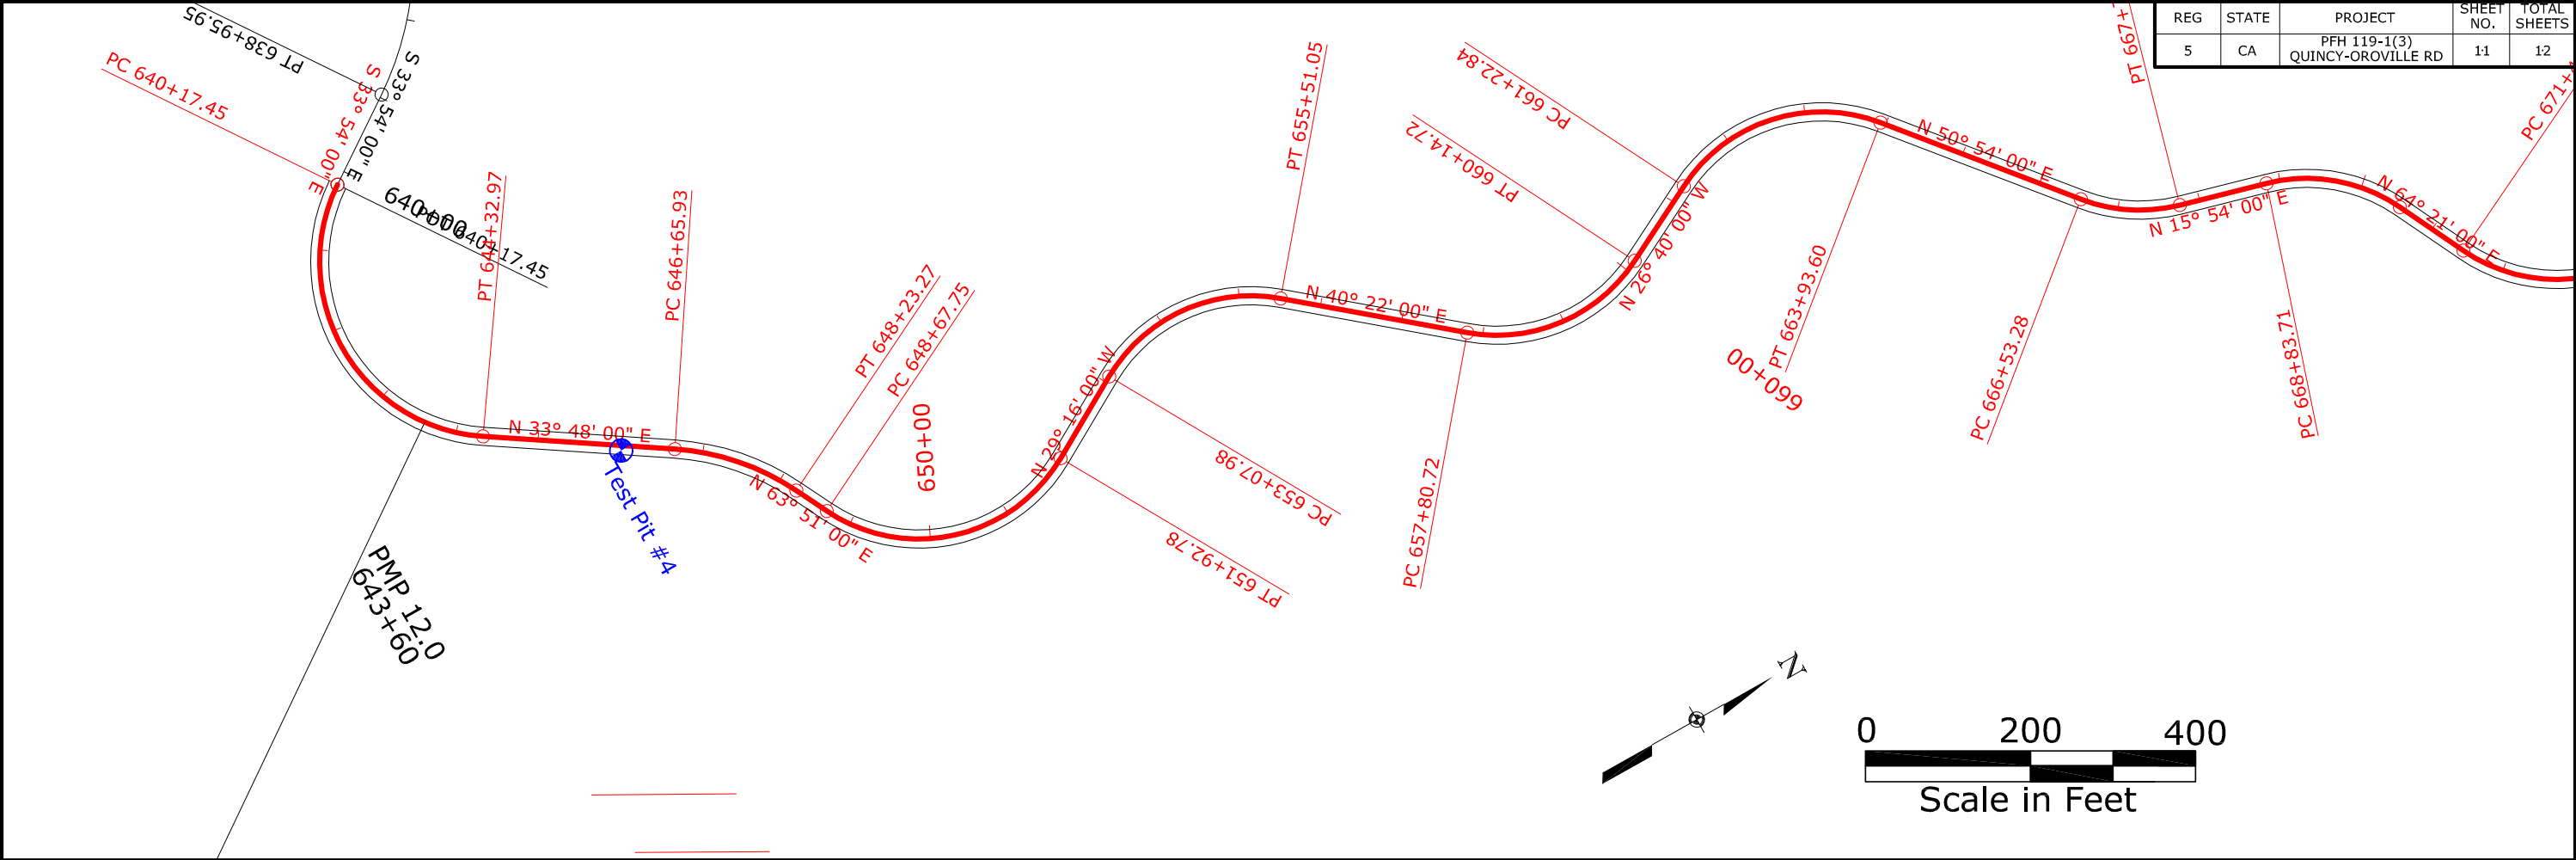 REG STATE PROJECT SHEET NO. TOTAL SHEETS
5 CA PFH 119-1(3) QUINCY-OROVILLE RD 11 12
PT 638+95.95
PC 640+17.45
S 33° 54' 00" E
S 33° 54' 00" E
640+00
POT 640+17.45
PT 644+32.97
PC 646+65.93
N 33° 48' 00" E
Test Pit #4
PMP 12.0
643+60
PT 648+23.27
PC 648+67.75
N 63° 51' 00" E
650+00
N 29° 16' 00" W
PT 651+92.78
PC 653+07.98
PT 655+51.05
N 40° 22' 00" E
PC 657+80.72
PT 660+14.72
PC 661+22.84
N 26° 40' 00" W
660+00
PT 663+93.60
N 50° 54' 00" E
PC 666+53.28
PT 667+
N 15° 54' 00" E
PC 668+83.71
N 64° 21' 00" E
PC 671+
N
0 200 400
Scale in Feet